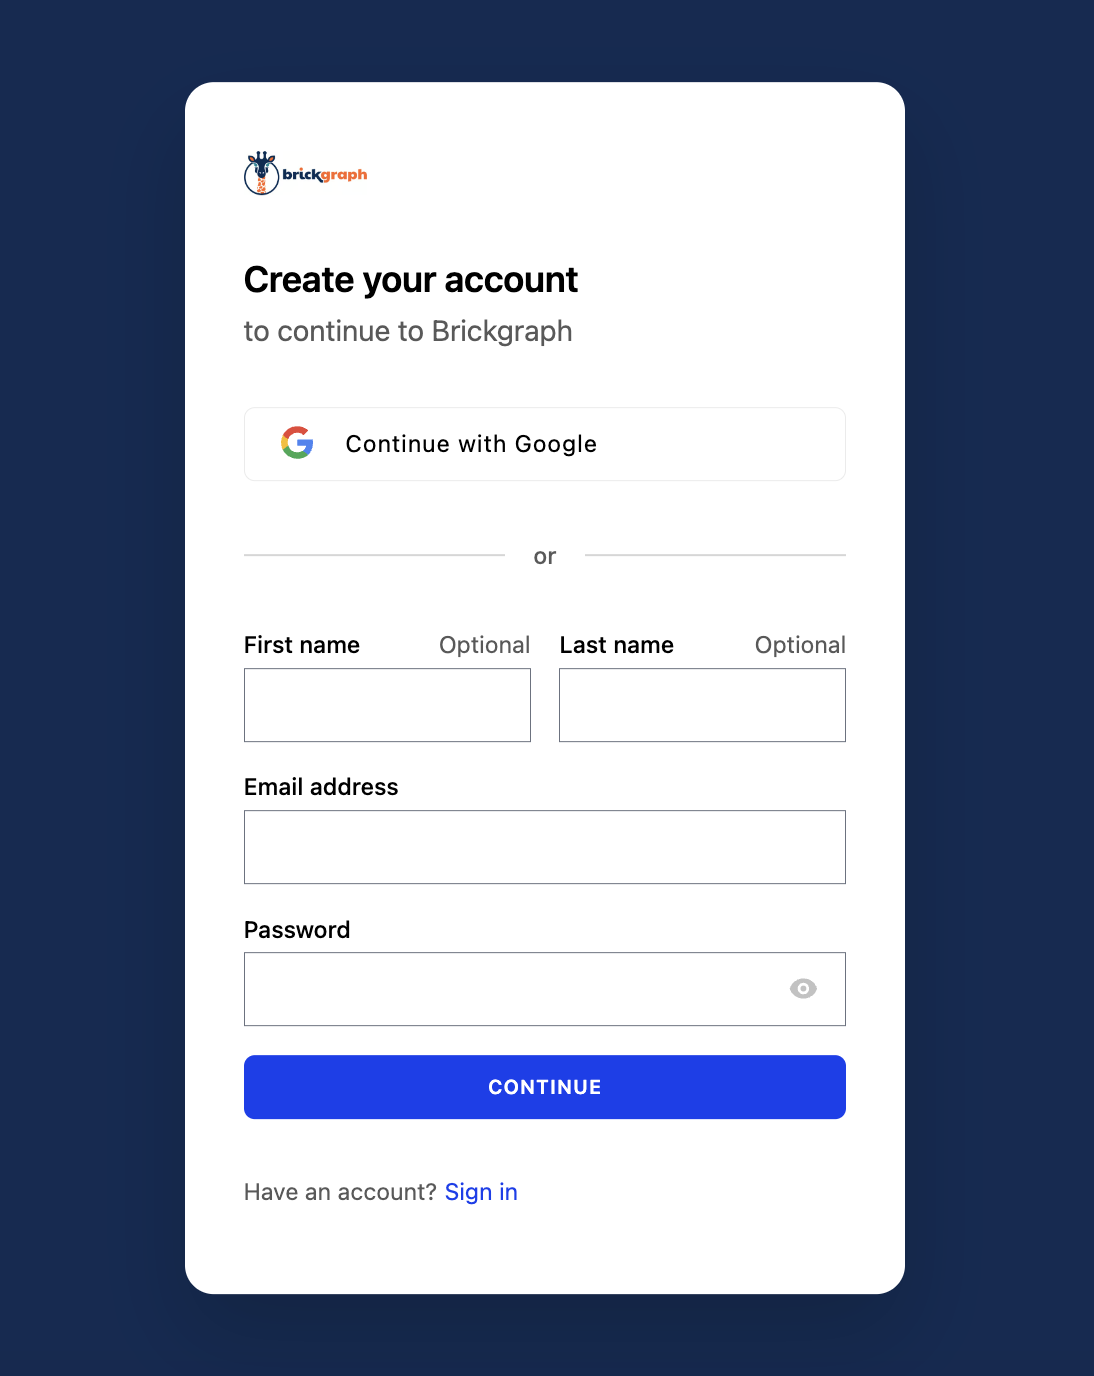 brickgraph
Create your account
to continue to Brickgraph
Continue with Google
or
First name Optional Last name Optional
Email address
Password
CONTINUE
Have an account? Sign in